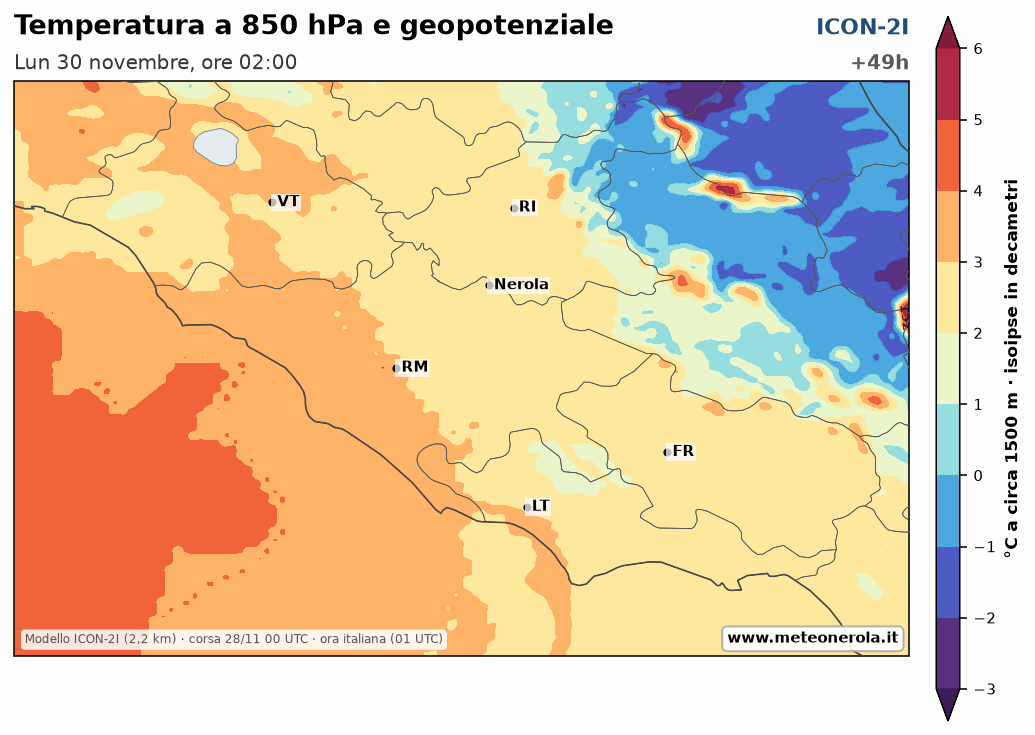 Temperatura a 850 hPa e geopotenziale
ICON-2I
Lun 30 novembre, ore 02:00
+49h
VT
RI
Nerola
RM
FR
LT
Modello ICON-2I (2,2 km) · corsa 28/11 00 UTC · ora italiana (01 UTC)
www.meteonerola.it
6
5
4
3
2
1
0
−1
−2
−3
°C a circa 1500 m · isoipse in decametri